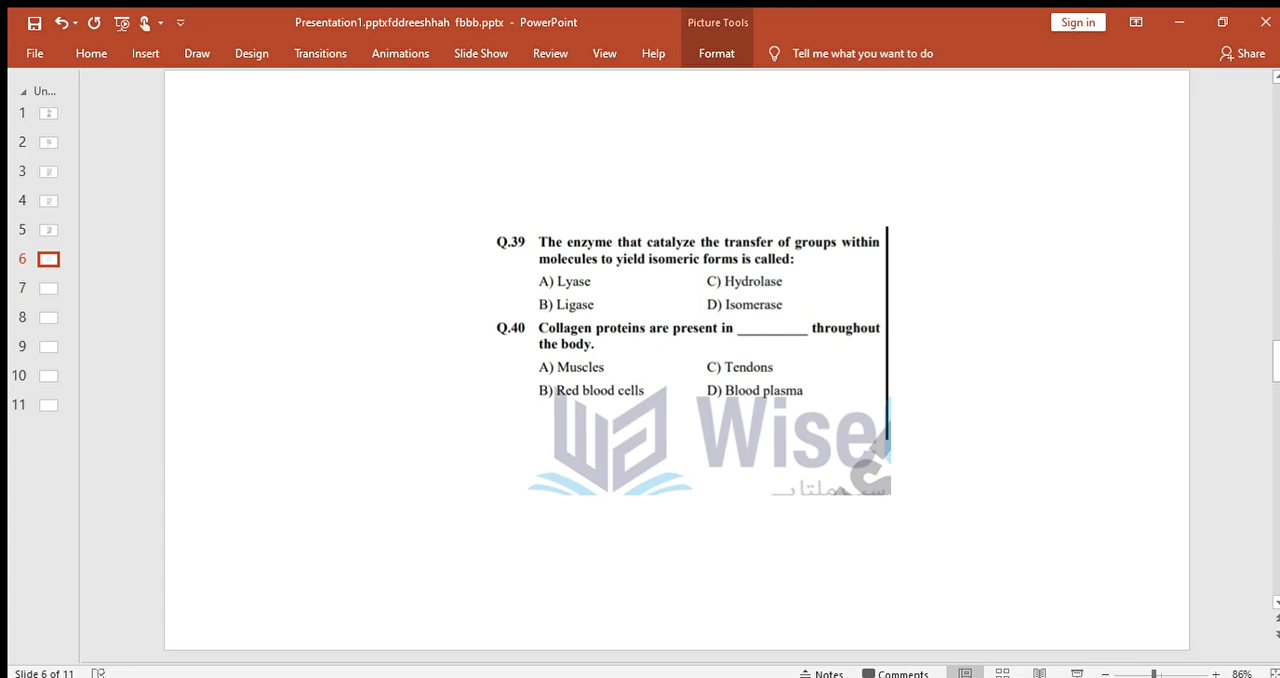 Presentation1.pptxfddreeshhah fbbb.pptx - PowerPoint
Picture Tools
Sign in
File Home Insert Draw Design Transitions Animations Slide Show Review View Help Format Tell me what you want to do Share
Un...
1
2
3
4
5
6
7
8
9
10
11
Q.39 The enzyme that catalyze the transfer of groups within
molecules to yield isomeric forms is called:
A) Lyase C) Hydrolase
B) Ligase D) Isomerase
Q.40 Collagen proteins are present in __________ throughout
the body.
A) Muscles C) Tendons
B) Red blood cells D) Blood plasma
Wise
Slide 6 of 11 Notes Comments 86%